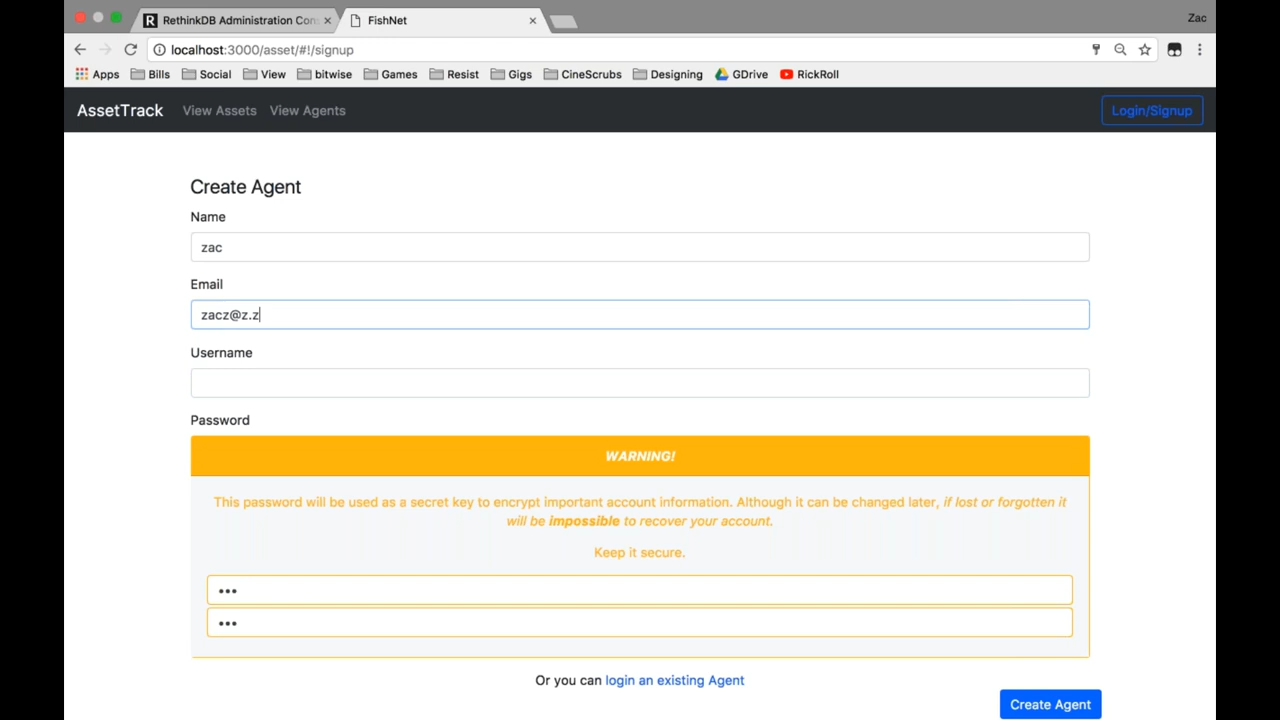 RethinkDB Administration Con
FishNet
Zac
localhost:3000/asset/#!/signup
Apps Bills Social View bitwise Games Resist Gigs CineScrubs Designing GDrive RickRoll
AssetTrack View Assets View Agents Login/Signup
Create Agent
Name
zac
Email
zacz@z.z
Username
Password
WARNING!
This password will be used as a secret key to encrypt important account information. Although it can be changed later, if lost or forgotten it
will be impossible to recover your account.
Keep it secure.
•••
•••
Or you can login an existing Agent
Create Agent